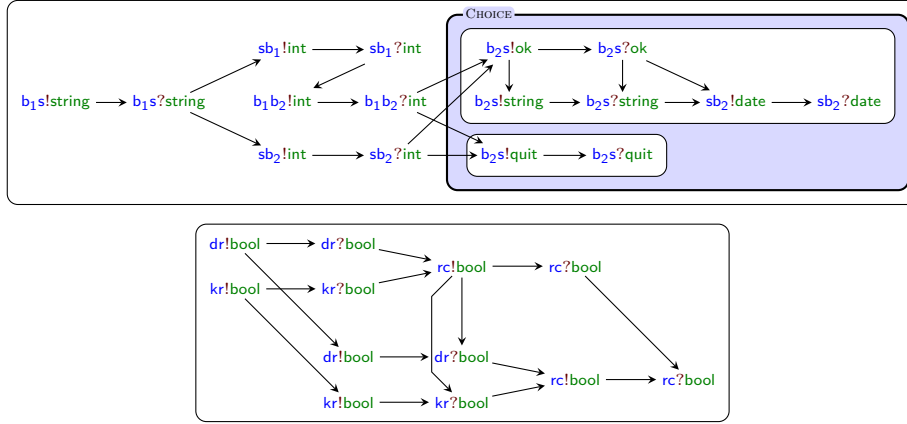 CHOICE
sb₁!int sb₁?int b₂s!ok b₂s?ok
b₁s!string b₁s?string b₁b₂!int b₁b₂?int b₂s!string b₂s?string sb₂!date sb₂?date
sb₂!int sb₂?int b₂s!quit b₂s?quit
dr!bool dr?bool
rc!bool rc?bool
kr!bool kr?bool
dr!bool dr?bool
rc!bool rc?bool
kr!bool kr?bool